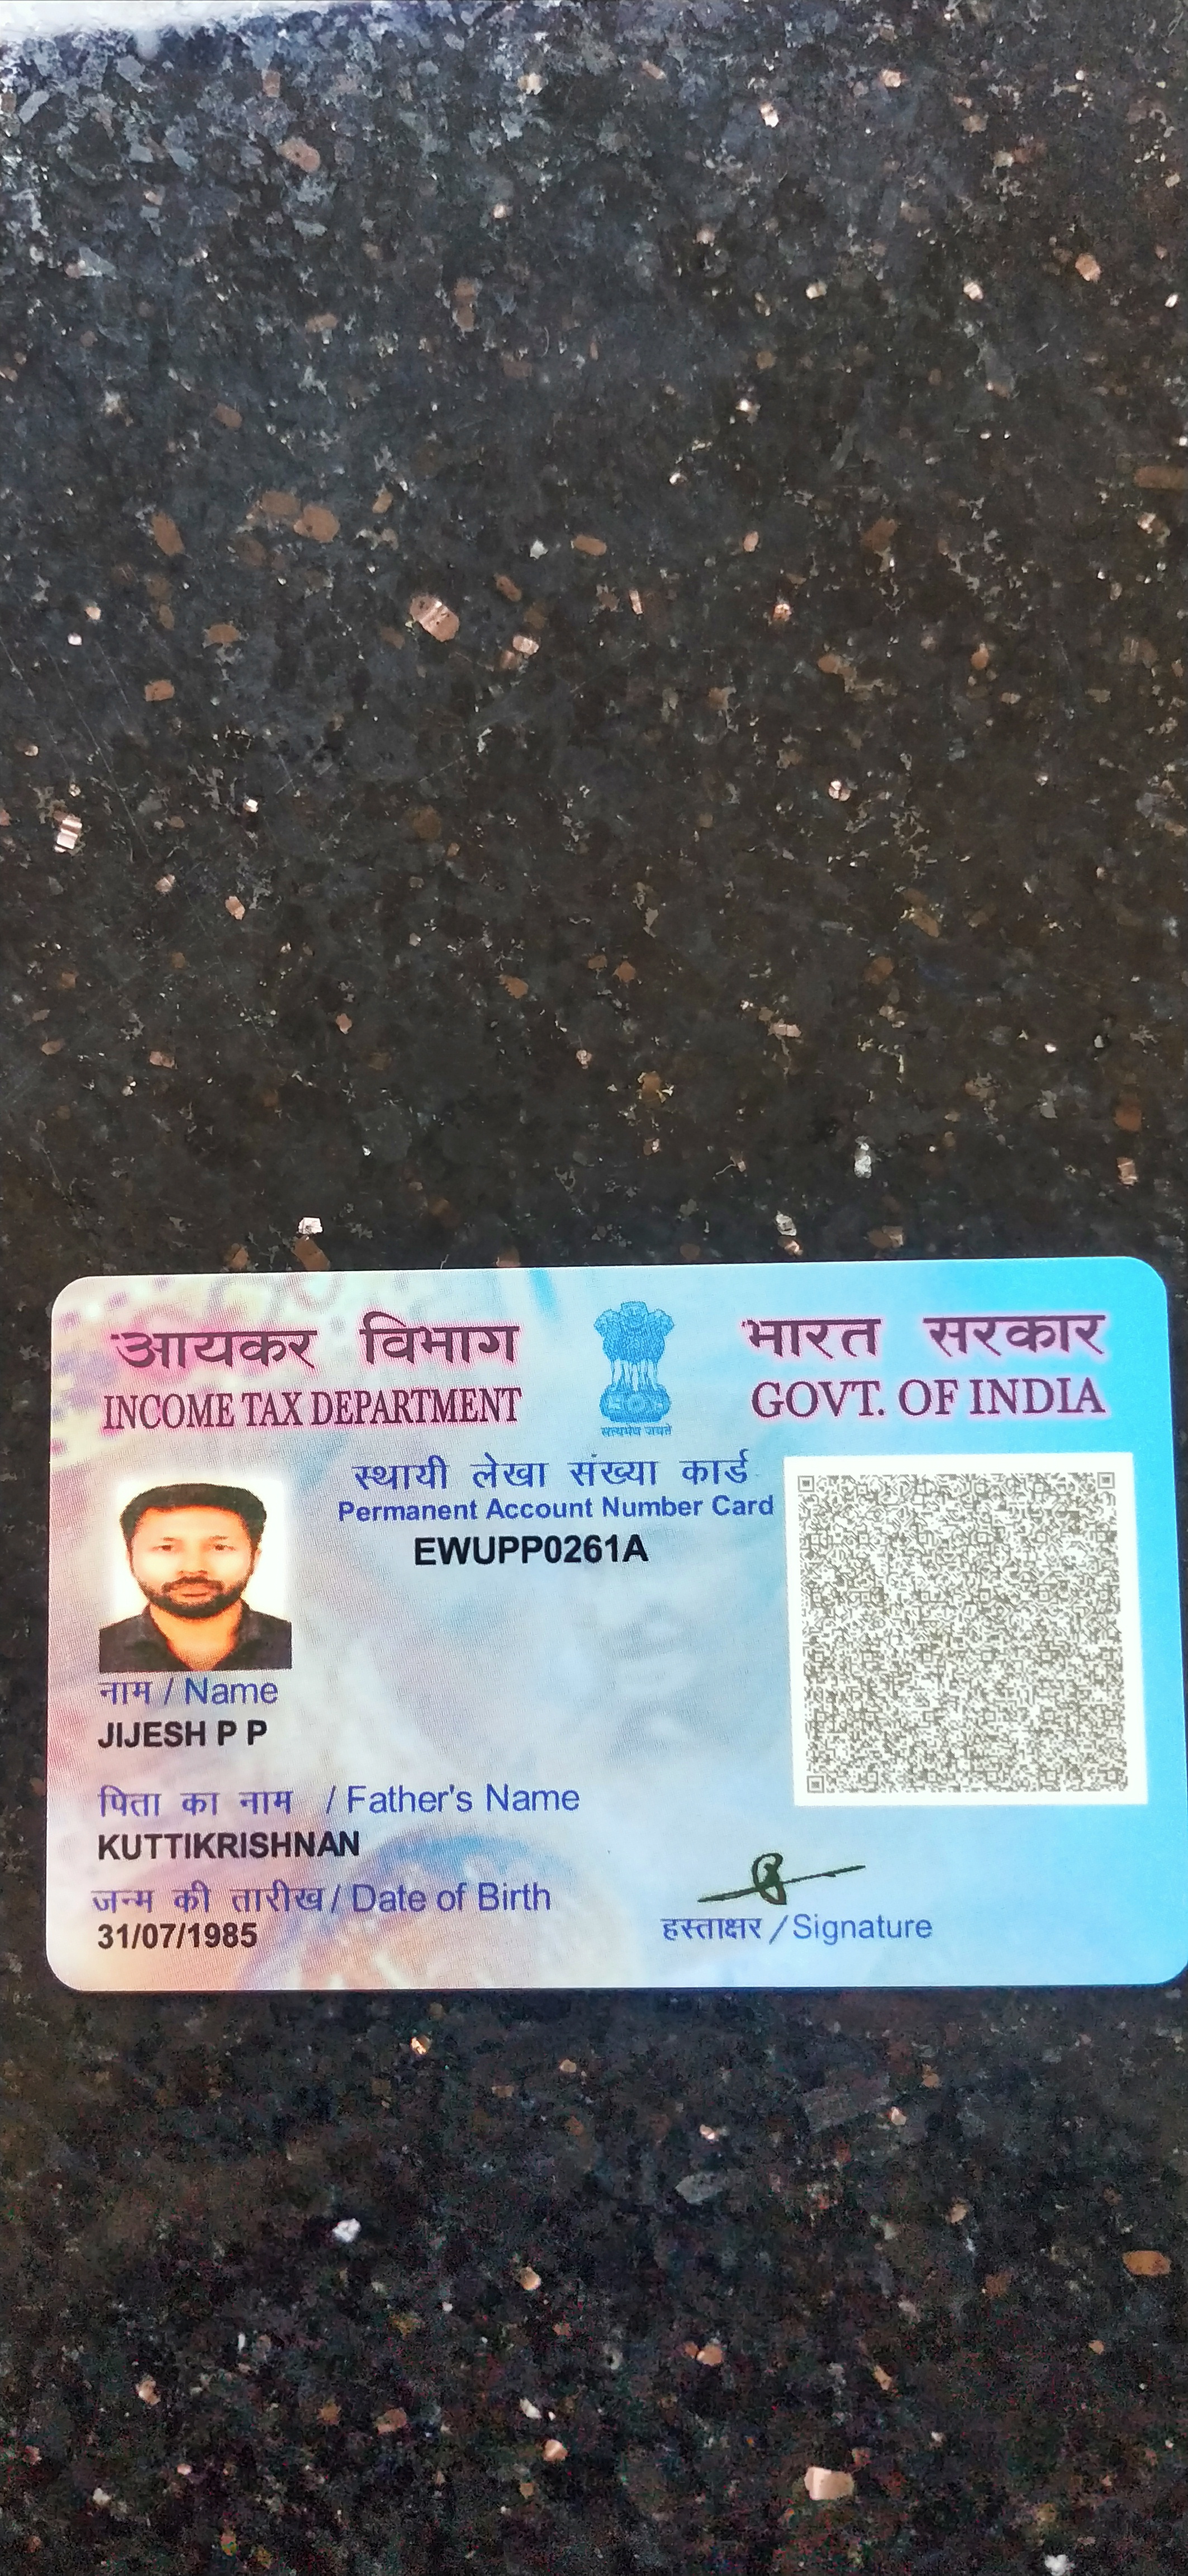 आयकर विभाग
INCOME TAX DEPARTMENT
सत्यमेव जयते
भारत सरकार
GOVT. OF INDIA
स्थायी लेखा संख्या कार्ड
Permanent Account Number Card
EWUPP0261A
नाम / Name
JIJESH P P
पिता का नाम / Father's Name
KUTTIKRISHNAN
जन्म की तारीख / Date of Birth
31/07/1985
हस्ताक्षर / Signature